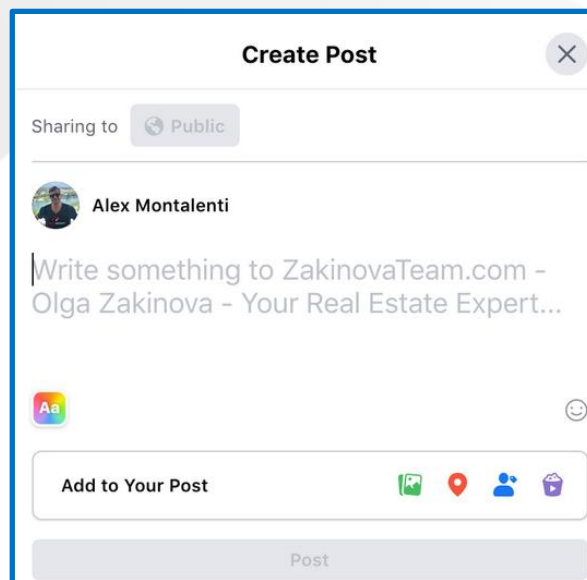 Create Post
Sharing to Public
Alex Montalenti
Write something to ZakinovaTeam.com -
Olga Zakinova - Your Real Estate Expert...
Aa
Add to Your Post
Post